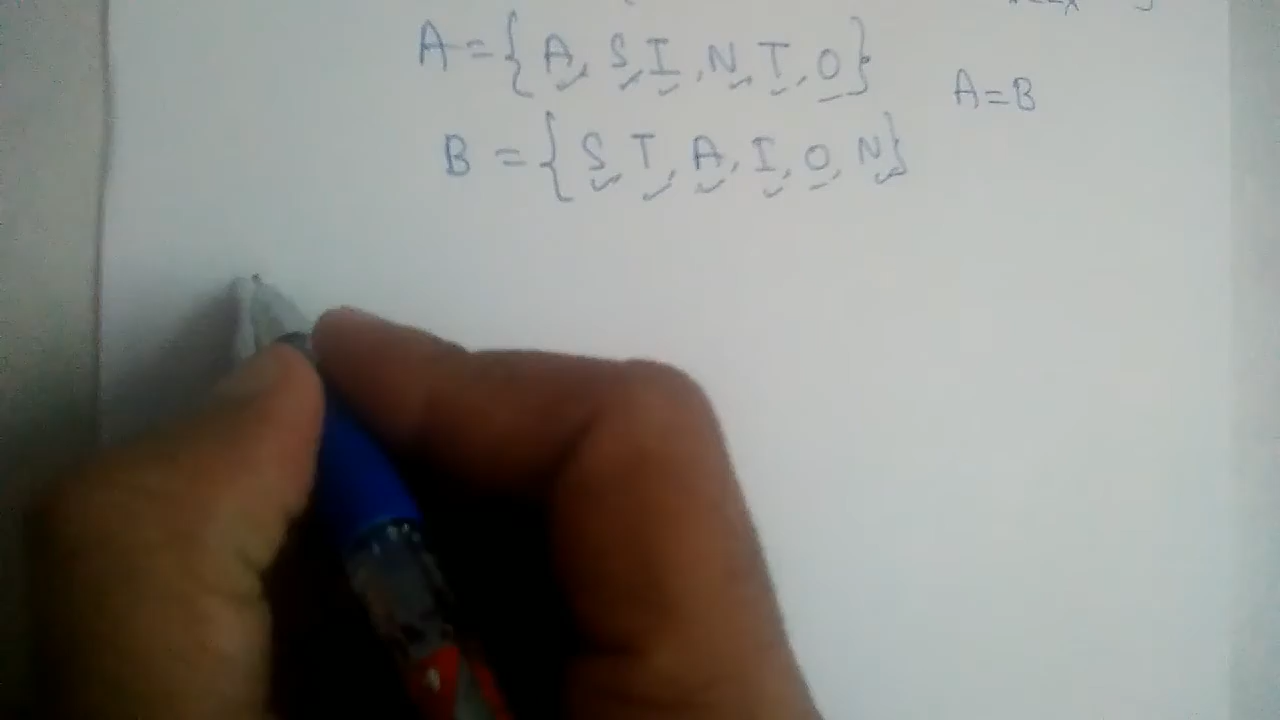 A = {A, S, I, N, T, O}
A = B
B = {S, T, A, I, O, N}